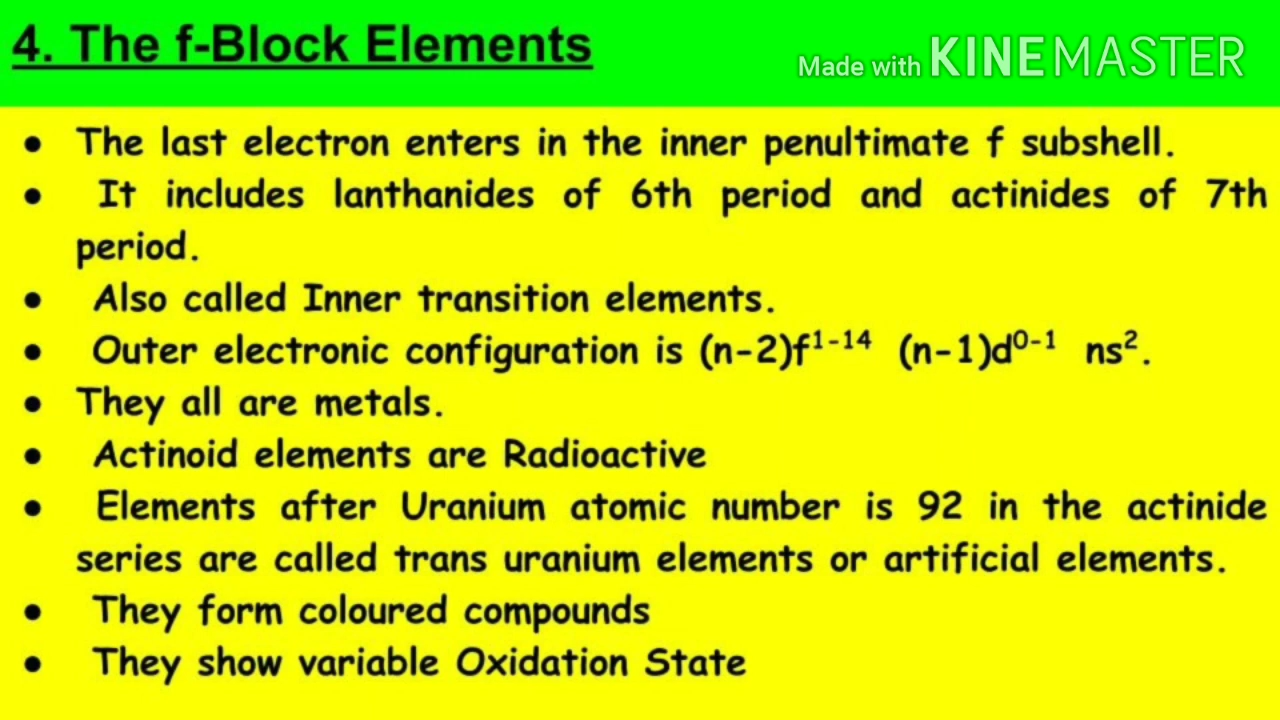 4. The f-Block Elements
Made with KINEMASTER
● The last electron enters in the inner penultimate f subshell.
● It includes lanthanides of 6th period and actinides of 7th
period.
● Also called Inner transition elements.
● Outer electronic configuration is (n-2)f¹⁻¹⁴ (n-1)d⁰⁻¹ ns².
● They all are metals.
● Actinoid elements are Radioactive
● Elements after Uranium atomic number is 92 in the actinide
series are called trans uranium elements or artificial elements.
● They form coloured compounds
● They show variable Oxidation State